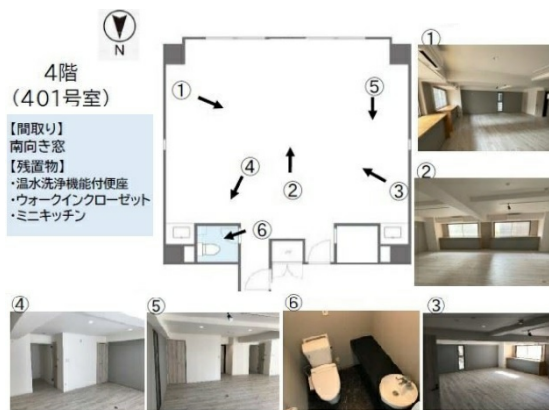 N
4階
(401号室)
【間取り】
南向き窓
【残置物】
・温水洗浄機能付便座
・ウォークインクローゼット
・ミニキッチン
①
⑤
④
②
③
⑥
①
②
④
⑤
⑥
③